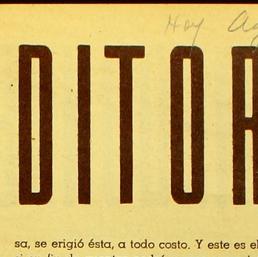 Hoy
DITOR
sa, se erigió ésta, a todo costo. Y este es el